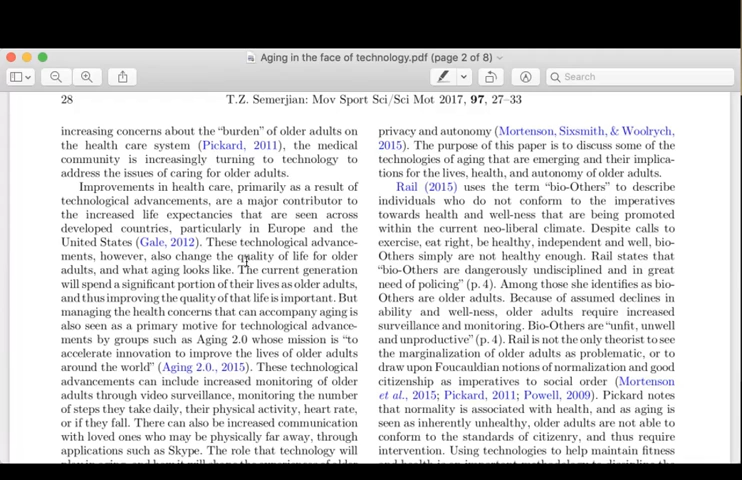 Aging in the face of technology.pdf (page 2 of 8)
Search
28
T.Z. Semerjian: Mov Sport Sci/Sci Mot 2017, 97, 27–33
increasing concerns about the “burden” of older adults on
the health care system (Pickard, 2011), the medical
community is increasingly turning to technology to
address the issues of caring for older adults.
Improvements in health care, primarily as a result of
technological advancements, are a major contributor to
the increased life expectancies that are seen across
developed countries, particularly in Europe and the
United States (Gale, 2012). These technological advance-
ments, however, also change the quality of life for older
adults, and what aging looks like. The current generation
will spend a significant portion of their lives as older adults,
and thus improving the quality of that life is important. But
managing the health concerns that can accompany aging is
also seen as a primary motive for technological advance-
ments by groups such as Aging 2.0 whose mission is “to
accelerate innovation to improve the lives of older adults
around the world” (Aging 2.0., 2015). These technological
advancements can include increased monitoring of older
adults through video surveillance, monitoring the number
of steps they take daily, their physical activity, heart rate,
or if they fall. There can also be increased communication
with loved ones who may be physically far away, through
applications such as Skype. The role that technology will
privacy and autonomy (Mortenson, Sixsmith, & Woolrych,
2015). The purpose of this paper is to discuss some of the
technologies of aging that are emerging and their implica-
tions for the lives, health, and autonomy of older adults.
Rail (2015) uses the term “bio-Others” to describe
individuals who do not conform to the imperatives
towards health and well-ness that are being promoted
within the current neo-liberal climate. Despite calls to
exercise, eat right, be healthy, independent and well, bio-
Others simply are not healthy enough. Rail states that
“bio-Others are dangerously undisciplined and in great
need of policing” (p. 4). Among those she identifies as bio-
Others are older adults. Because of assumed declines in
ability and well-ness, older adults require increased
surveillance and monitoring. Bio-Others are “unfit, unwell
and unproductive” (p. 4). Rail is not the only theorist to see
the marginalization of older adults as problematic, or to
draw upon Foucauldian notions of normalization and good
citizenship as imperatives to social order (Mortenson
et al., 2015; Pickard, 2011; Powell, 2009). Pickard notes
that normality is associated with health, and as aging is
seen as inherently unhealthy, older adults are not able to
conform to the standards of citizenry, and thus require
intervention. Using technologies to help maintain fitness